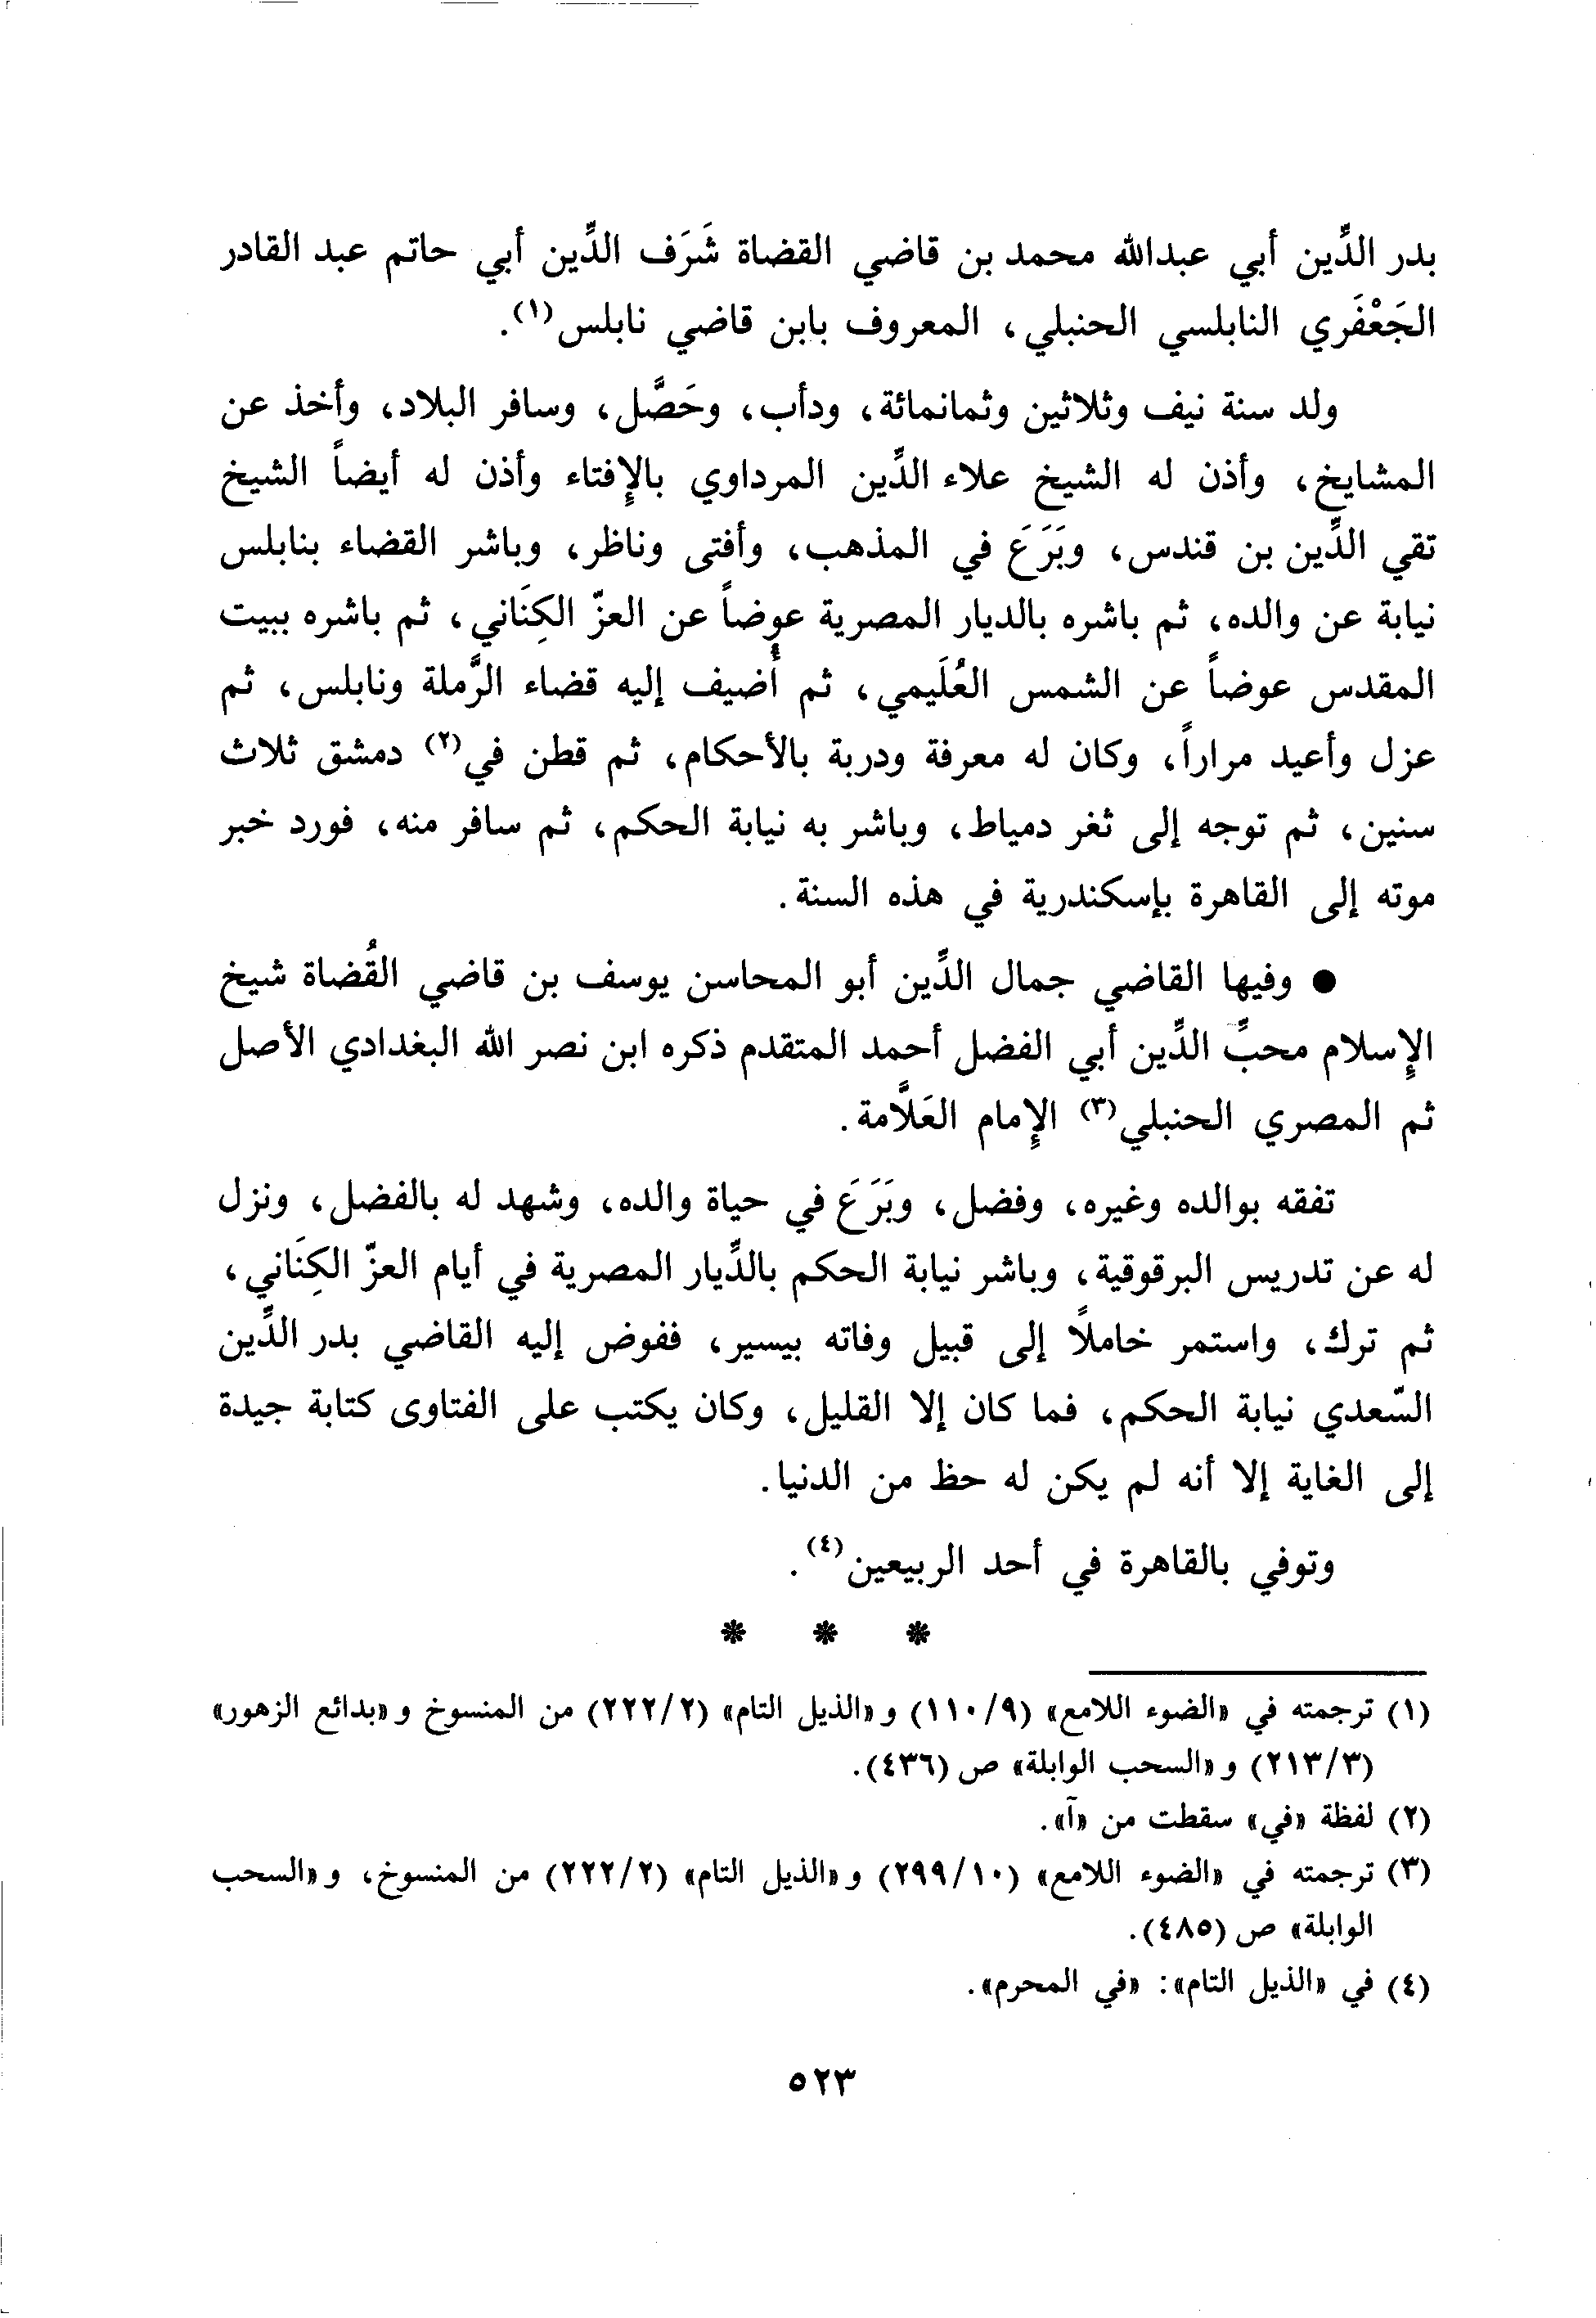 بدر الدِّين أبي عبدالله محمد بن قاضي القضاة شَرَف الدِّين أبي حاتم عبد القادر
الجَعْفَري النابلسي الحنبلي، المعروف بابن قاضي نابلس(١).
ولد سنة نيف وثلاثين وثمانمائة، ودأب، وحَصَّل، وسافر البلاد، وأخذ عن
المشايخ، وأذن له الشيخ علاء الدِّين المرداوي بالإفتاء وأذن له أيضاً الشيخ
تقي الدِّين بن قندس، وبَرَعَ في المذهب، وأفتى وناظر، وباشر القضاء بنابلس
نيابة عن والده، ثم باشره بالديار المصرية عوضاً عن العزّ الكِنَاني، ثم باشره ببيت
المقدس عوضاً عن الشمس العُلَيمي، ثم أُضيف إليه قضاء الرَّملة ونابلس، ثم
عزل وأعيد مراراً، وكان له معرفة ودربة بالأحكام، ثم قطن في(٢) دمشق ثلاث
سنين، ثم توجه إلى ثغر دمياط، وباشر به نيابة الحكم، ثم سافر منه، فورد خبر
موته إلى القاهرة بإسكندرية في هذه السنة.
● وفيها القاضي جمال الدِّين أبو المحاسن يوسف بن قاضي القُضاة شيخ
الإسلام محبِّ الدِّين أبي الفضل أحمد المتقدم ذكره ابن نصر الله البغدادي الأصل
ثم المصري الحنبلي(٣) الإمام العَلَّامة.
تفقه بوالده وغيره، وفضل، وبَرَعَ في حياة والده، وشهد له بالفضل، ونزل
له عن تدريس البرقوقية، وباشر نيابة الحكم بالدِّيار المصرية في أيام العزّ الكِنَاني،
ثم ترك، واستمر خاملاً إلى قبيل وفاته بيسير، ففوض إليه القاضي بدر الدِّين
السّعدي نيابة الحكم، فما كان إلا القليل، وكان يكتب على الفتاوى كتابة جيدة
إلى الغاية إلا أنه لم يكن له حظ من الدنيا.
وتوفي بالقاهرة في أحد الربيعين(٤).
* * *
(١) ترجمته في «الضوء اللامع» (١١٠/٩) و«الذيل التام» (٢٢٢/٢) من المنسوخ و«بدائع الزهور»
(٢١٣/٣) و«السحب الوابلة» ص (٤٣٦).
(٢) لفظة «في» سقطت من «آ».
(٣) ترجمته في «الضوء اللامع» (٢٩٩/١٠) و«الذيل التام» (٢٢٢/٢) من المنسوخ، و«السحب
الوابلة» ص (٤٨٥).
(٤) في «الذيل التام»: «في المحرم».
٥٢٣